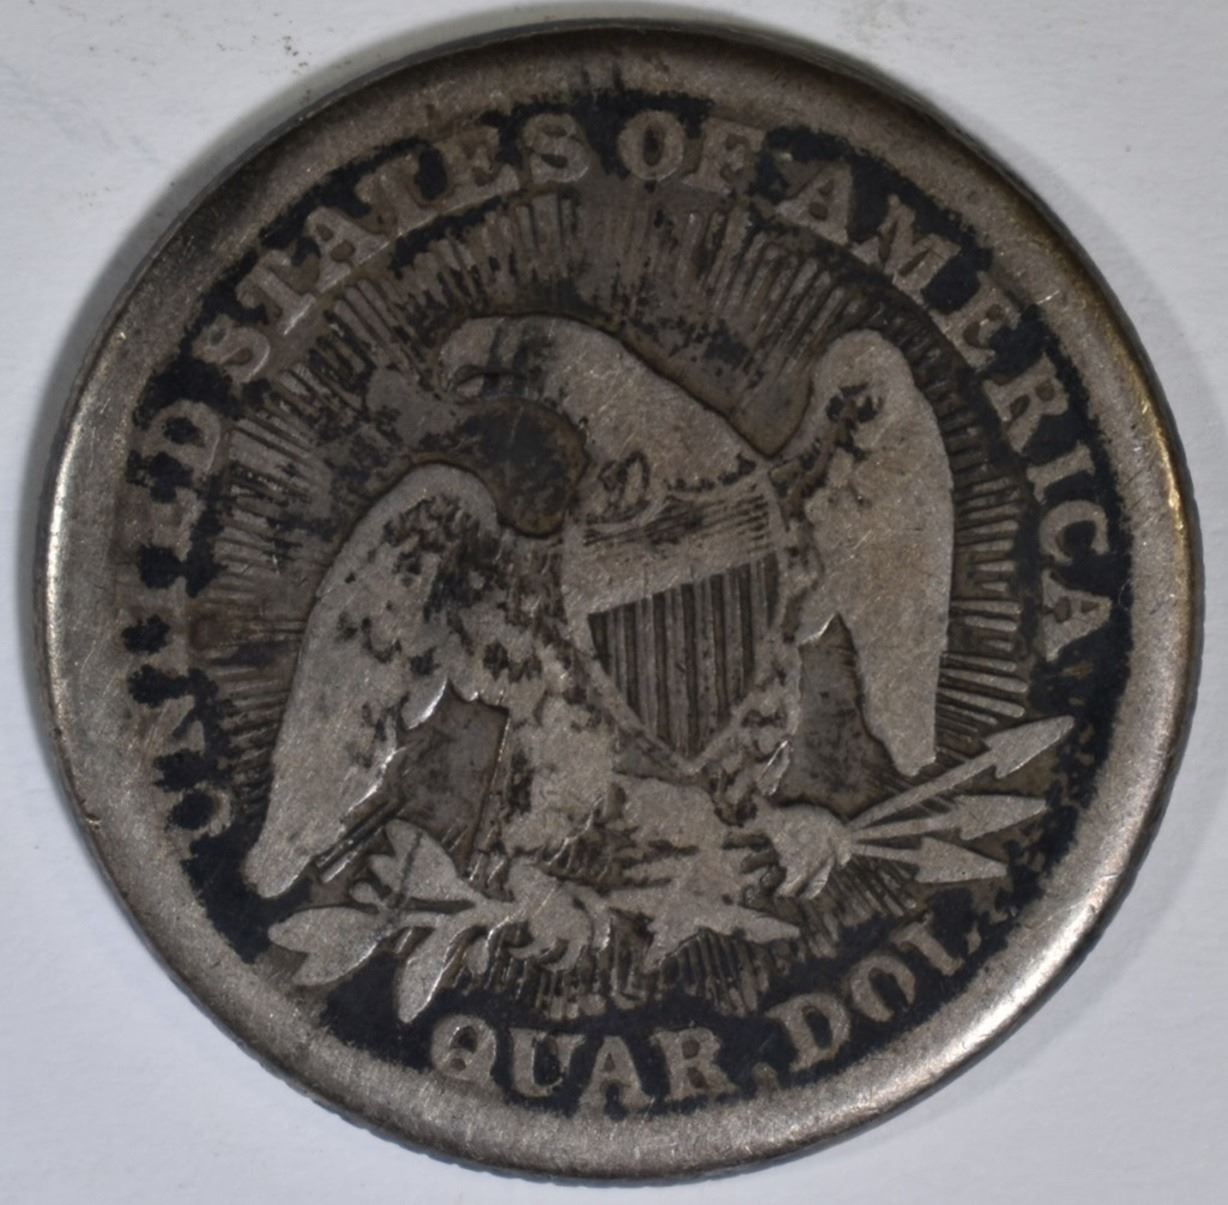 UNITED STATES OF AMERICA
QUAR. DOL.